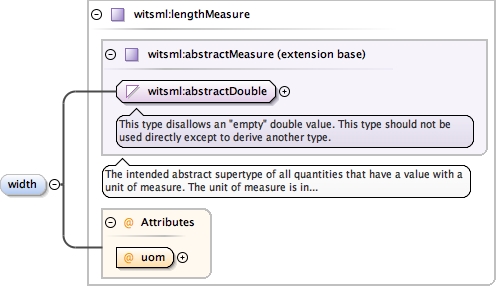 witsml:lengthMeasure
witsml:abstractMeasure (extension base)
witsml:abstractDouble
This type disallows an "empty" double value. This type should not be
used directly except to derive another type.
The intended abstract supertype of all quantities that have a value with a
unit of measure. The unit of measure is in...
width
@ Attributes
@ uom